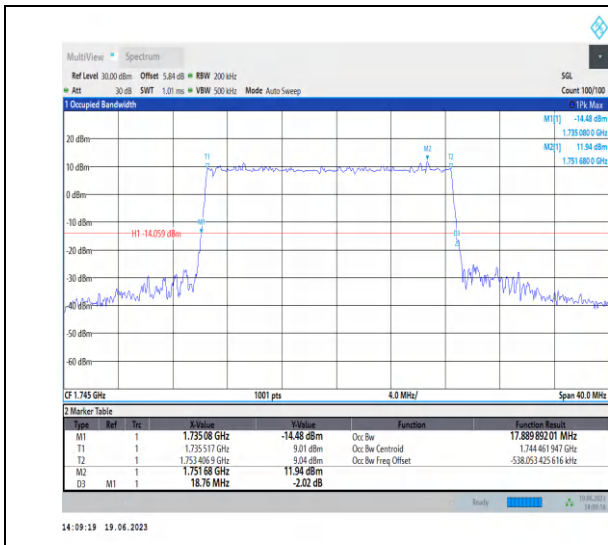 MultiView Spectrum
Ref Level 30.00 dBm Offset 5.84 dB RBW 200 kHz SGL
Att 30 dB SWT 1.01 ms VBW 500 kHz Mode Auto Sweep Count 100/100
1 Occupied Bandwidth 1Pk Max
M1[1] -14.48 dBm
1.735 080 0 GHz
M2[1] 11.94 dBm
1.751 680 0 GHz
20 dBm
T1 M2 T2
10 dBm
0 dBm
-10 dBm
M1
H1 -14.059 dBm D3
-20 dBm
-30 dBm
-40 dBm
-50 dBm
-60 dBm
CF 1.745 GHz 1001 pts 4.0 MHz/ Span 40.0 MHz
2 Marker Table
Type Ref Trc X-Value Y-Value Function Function Result
M1 1 1.735 08 GHz -14.48 dBm Occ Bw 17.889 892 01 MHz
T1 1 1.735 517 GHz 9.01 dBm Occ Bw Centroid 1.744 461 947 GHz
T2 1 1.753 406 9 GHz 9.04 dBm Occ Bw Freq Offset -538.053 425 616 kHz
M2 1 1.751 68 GHz 11.94 dBm
D3 M1 1 18.76 MHz -2.02 dB
Ready 19.06.2023
14:09:18
14:09:19 19.06.2023